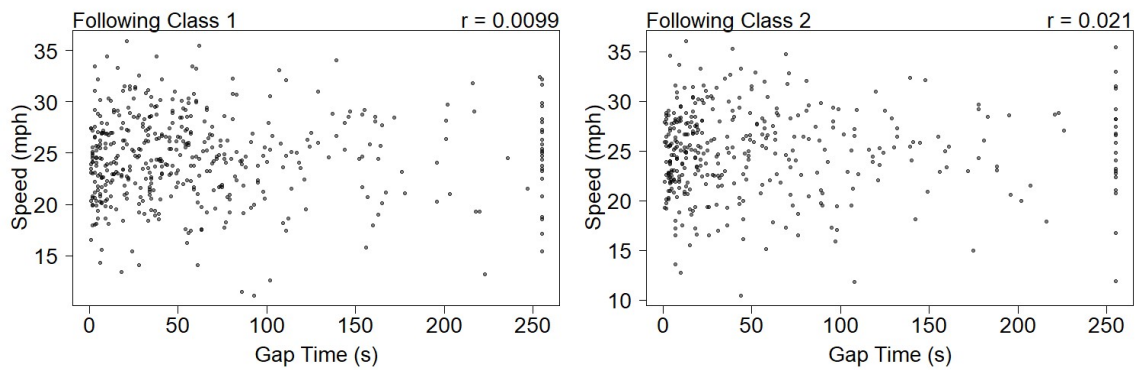 Following Class 1 r = 0.0099
35
30
25
20
15
Speed (mph)
0 50 100 150 200 250
Gap Time (s)
Following Class 2 r = 0.021
35
30
25
20
15
10
Speed (mph)
0 50 100 150 200 250
Gap Time (s)